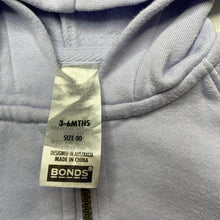 3-6MTHS
SIZE 00
DESIGNED IN AUSTRALIA
MADE IN CHINA
BONDS